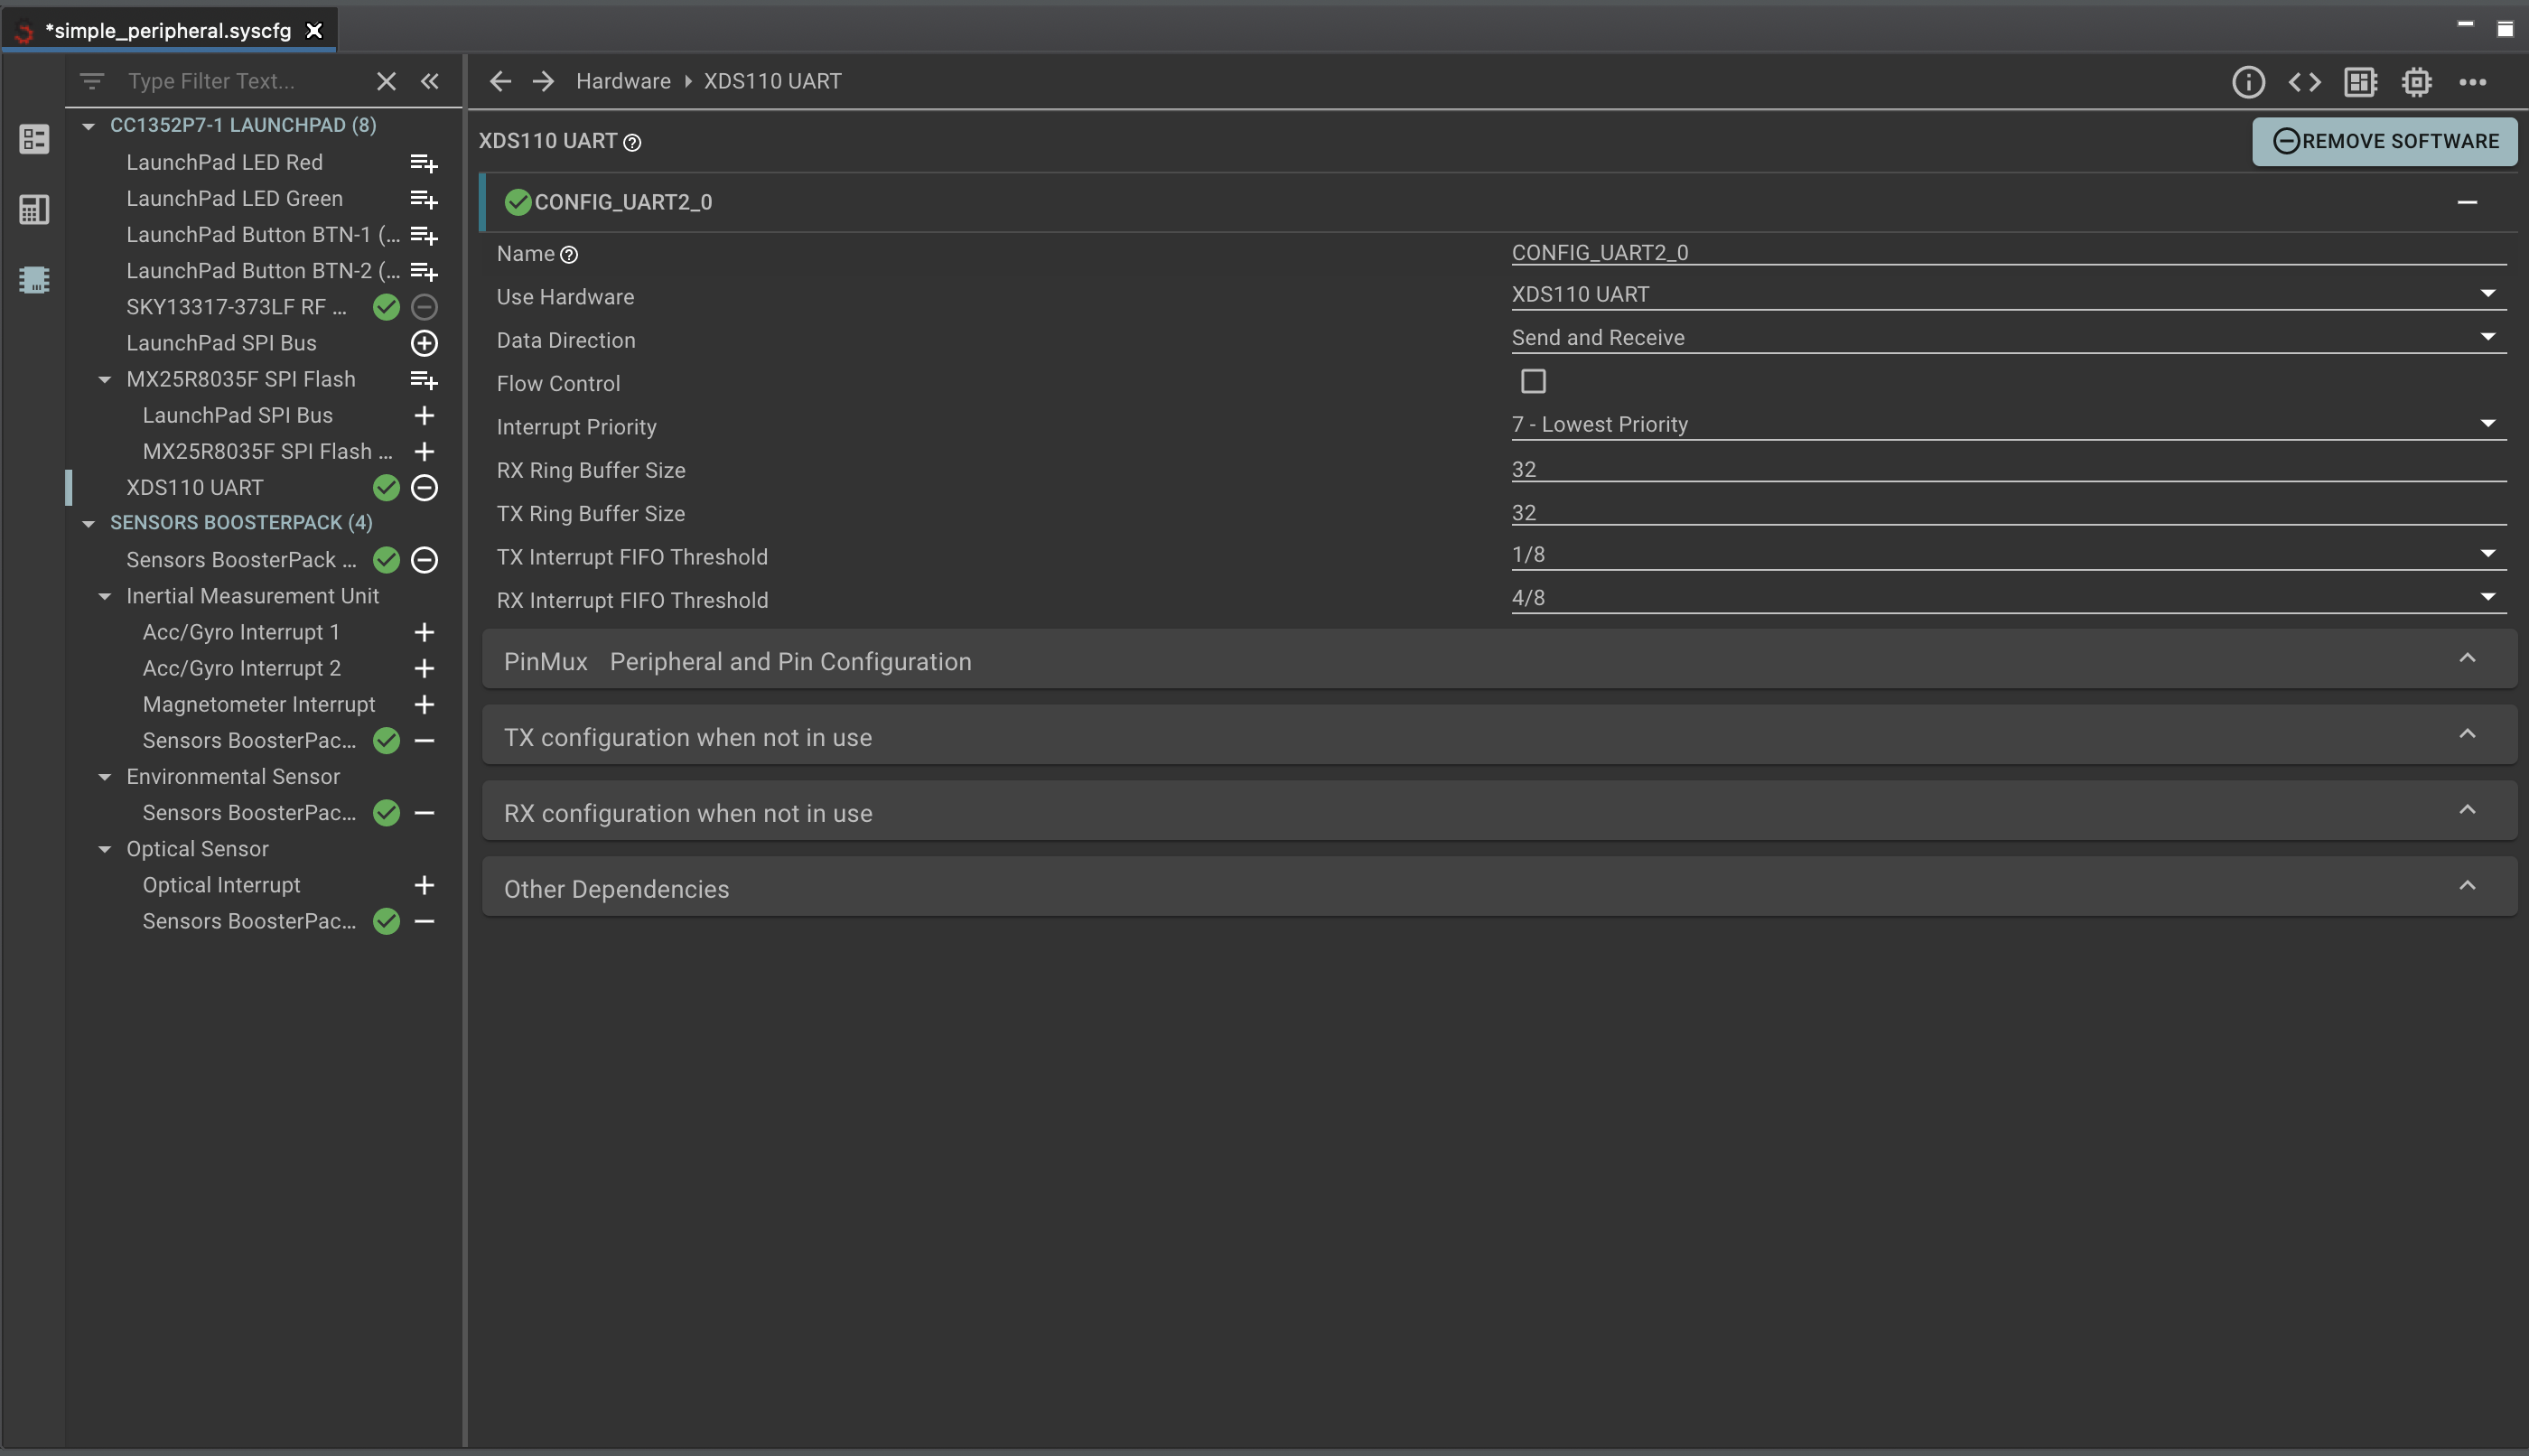 *simple_peripheral.syscfg
Type Filter Text...
CC1352P7-1 LAUNCHPAD (8)
LaunchPad LED Red
LaunchPad LED Green
LaunchPad Button BTN-1 (...
LaunchPad Button BTN-2 (...
SKY13317-373LF RF ...
LaunchPad SPI Bus
MX25R8035F SPI Flash
LaunchPad SPI Bus
MX25R8035F SPI Flash ...
XDS110 UART
SENSORS BOOSTERPACK (4)
Sensors BoosterPack ...
Inertial Measurement Unit
Acc/Gyro Interrupt 1
Acc/Gyro Interrupt 2
Magnetometer Interrupt
Sensors BoosterPac...
Environmental Sensor
Sensors BoosterPac...
Optical Sensor
Optical Interrupt
Sensors BoosterPac...
Hardware XDS110 UART
XDS110 UART
REMOVE SOFTWARE
CONFIG_UART2_0
Name CONFIG_UART2_0
Use Hardware XDS110 UART
Data Direction Send and Receive
Flow Control
Interrupt Priority 7 - Lowest Priority
RX Ring Buffer Size 32
TX Ring Buffer Size 32
TX Interrupt FIFO Threshold 1/8
RX Interrupt FIFO Threshold 4/8
PinMux Peripheral and Pin Configuration
TX configuration when not in use
RX configuration when not in use
Other Dependencies